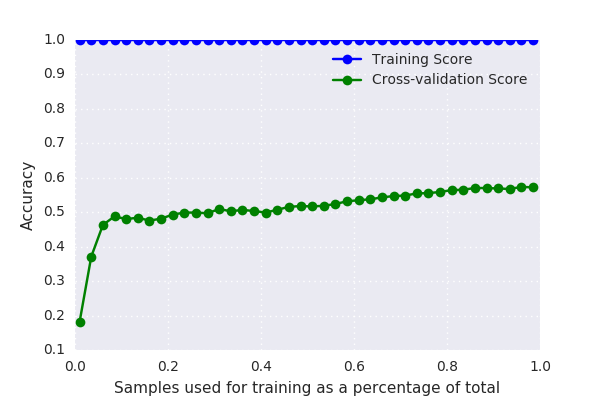 1.0
0.9
0.8
0.7
0.6
0.5
0.4
0.3
0.2
0.1
Accuracy
Training Score
Cross-validation Score
0.0 0.2 0.4 0.6 0.8 1.0
Samples used for training as a percentage of total